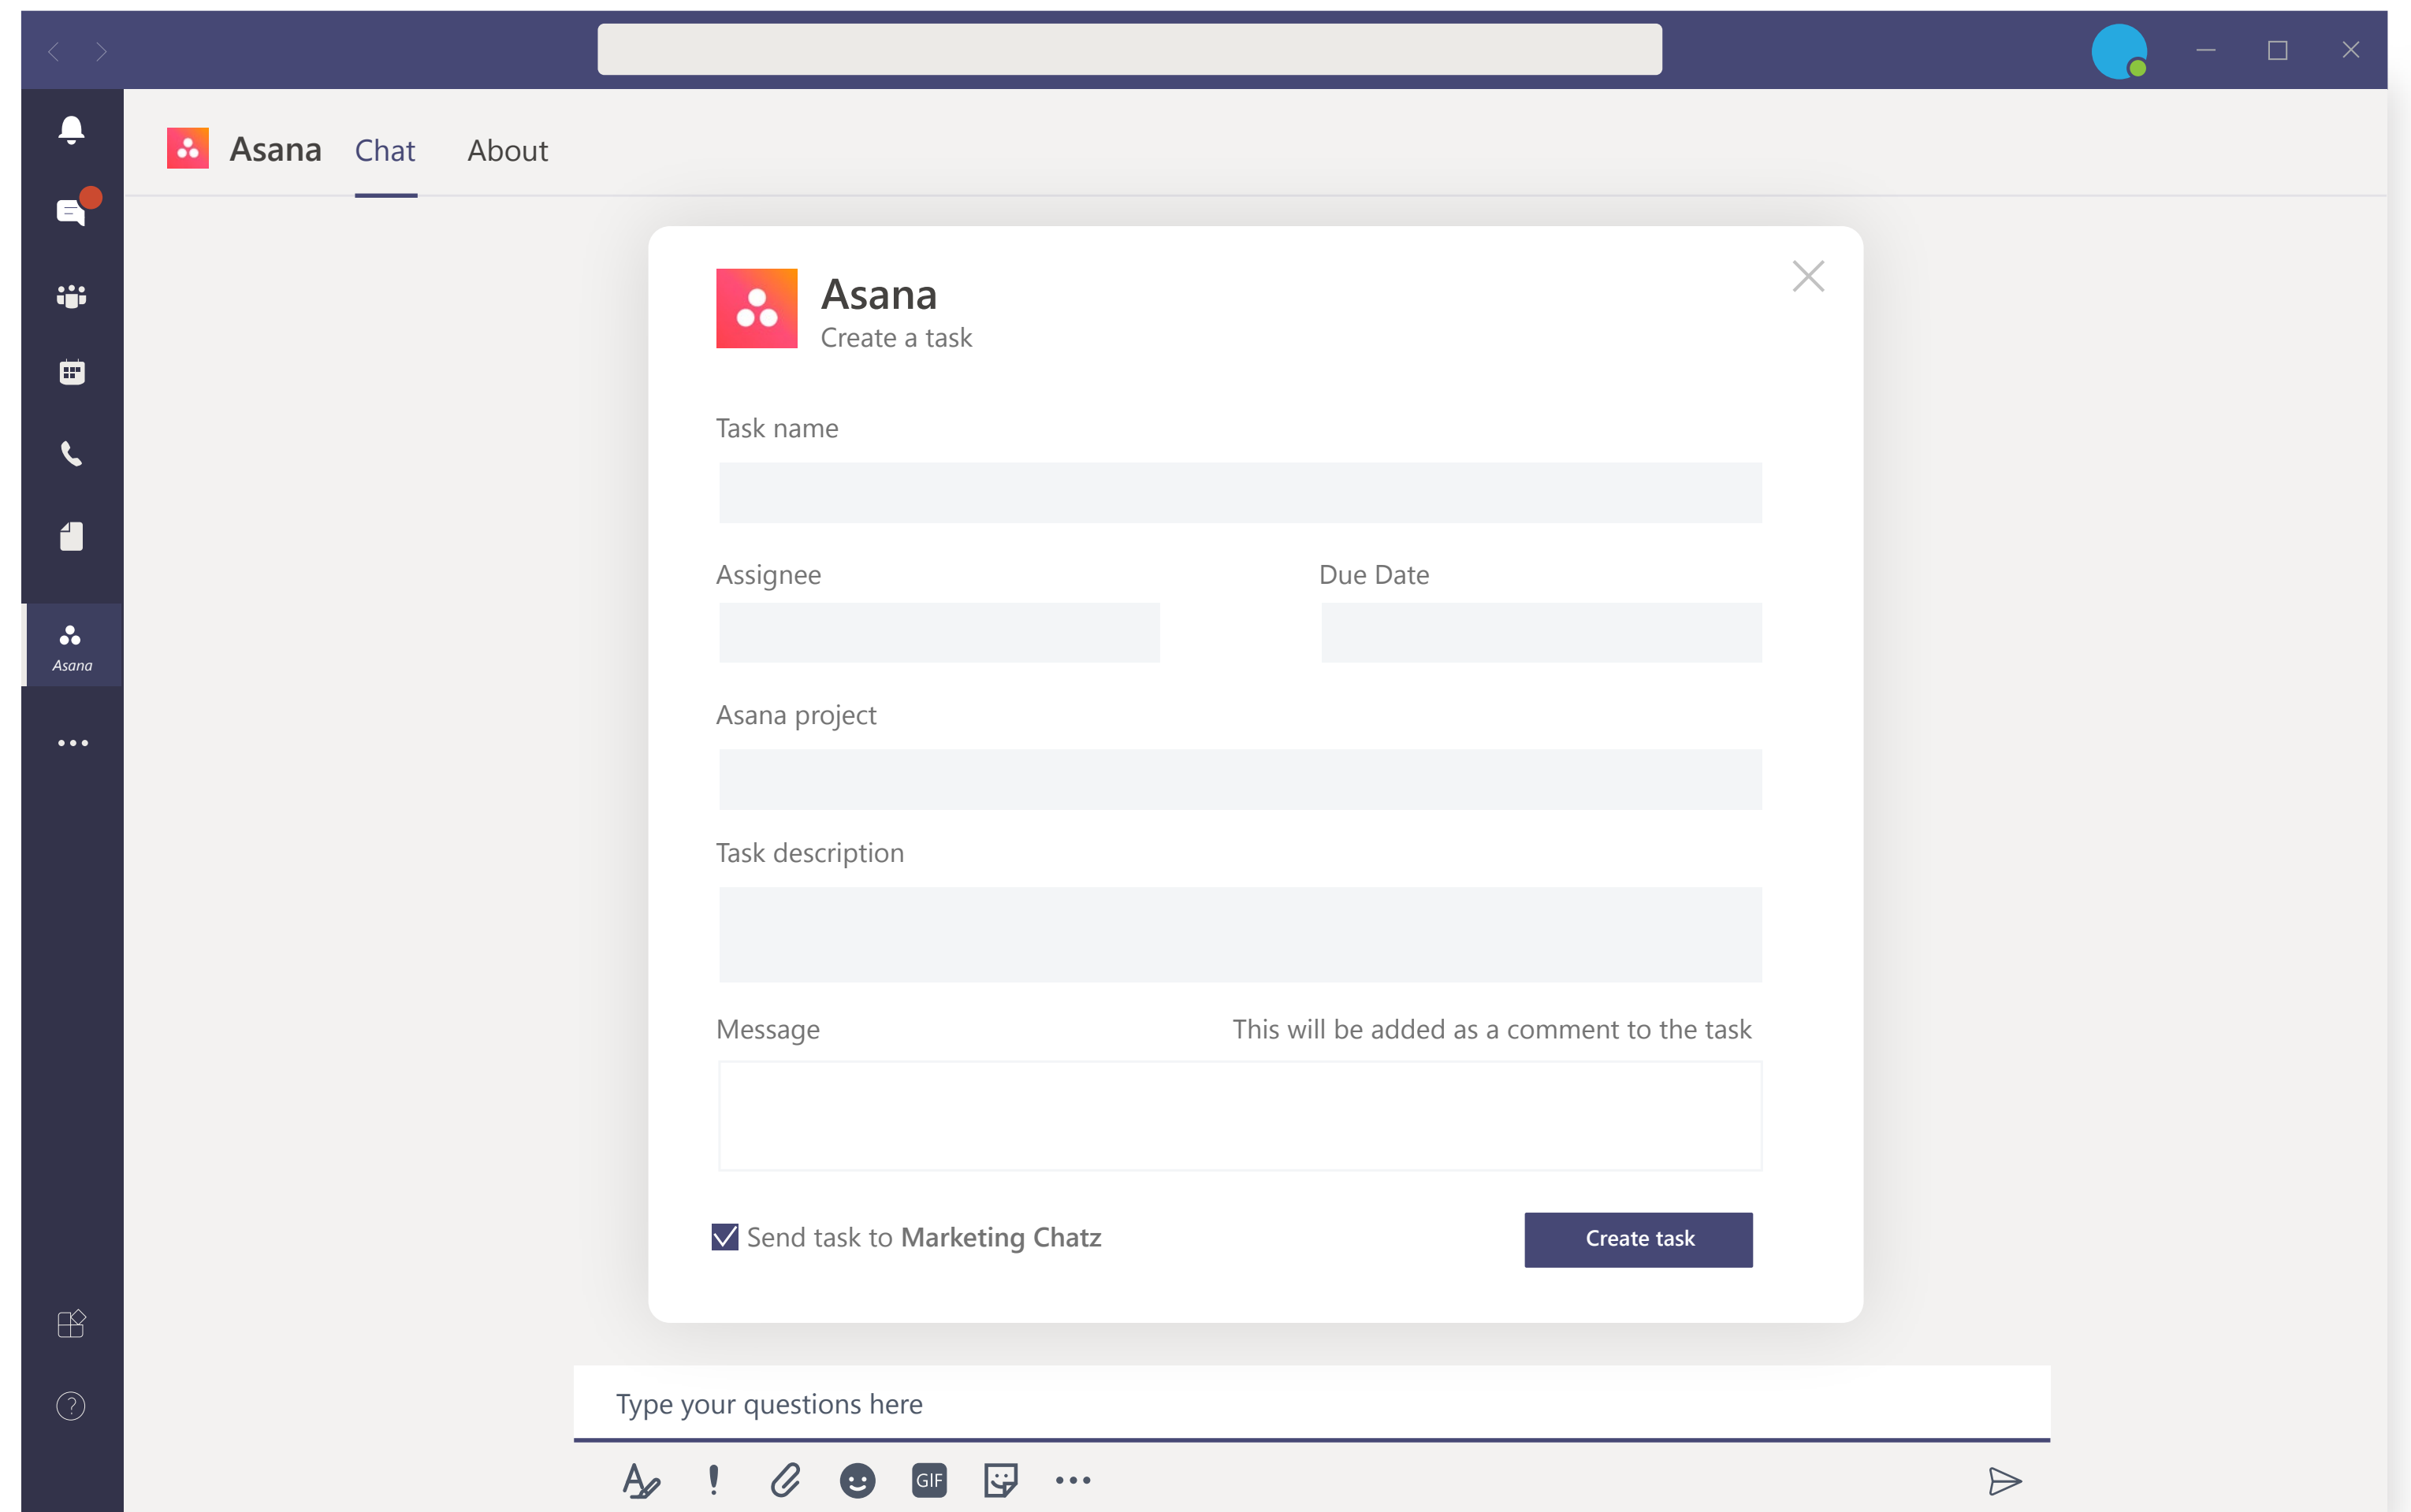 Asana Chat About
Asana
Create a task
Task name
Assignee Due Date
Asana project
Task description
Message This will be added as a comment to the task
Send task to Marketing Chatz Create task
Asana
Type your questions here
GIF